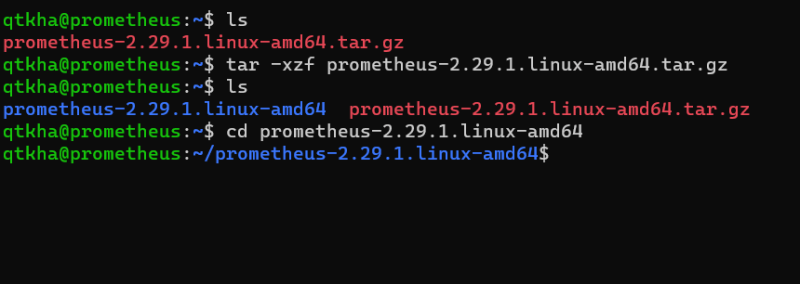 qtkha@prometheus:~$ ls
prometheus-2.29.1.linux-amd64.tar.gz
qtkha@prometheus:~$ tar -xzf prometheus-2.29.1.linux-amd64.tar.gz
qtkha@prometheus:~$ ls
prometheus-2.29.1.linux-amd64  prometheus-2.29.1.linux-amd64.tar.gz
qtkha@prometheus:~$ cd prometheus-2.29.1.linux-amd64
qtkha@prometheus:~/prometheus-2.29.1.linux-amd64$